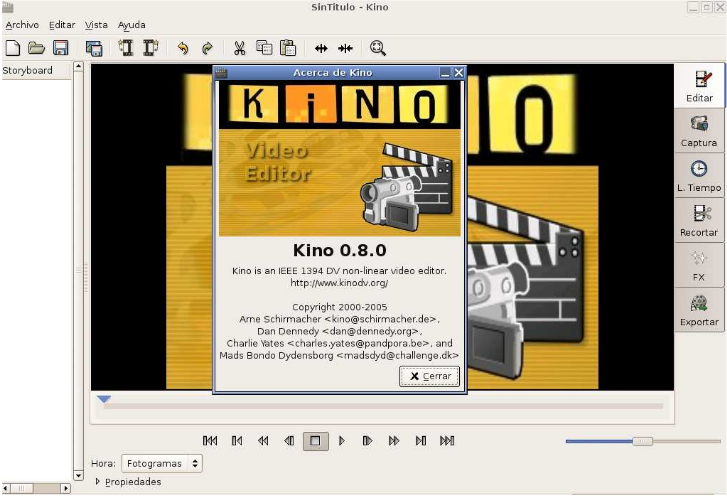 SinTitulo - Kino
Archivo Editar Vista Ayuda
Storyboard
Acerca de Kino
KiNO
Video
Editor
Kino 0.8.0
Kino is an IEEE 1394 DV non-linear video editor.
http://www.kinodv.org/
Copyright 2000-2005
Arne Schirmacher <kino@schirmacher.de>,
Dan Dennedy <dan@dennedy.org>,
Charlie Yates <charles.yates@pandpora.be>, and
Mads Bondo Dydensborg <madsdyd@challenge.dk>
Cerrar
Editar
Captura
L. Tiempo
Recortar
FX
Exportar
Hora: Fotogramas
Propiedades